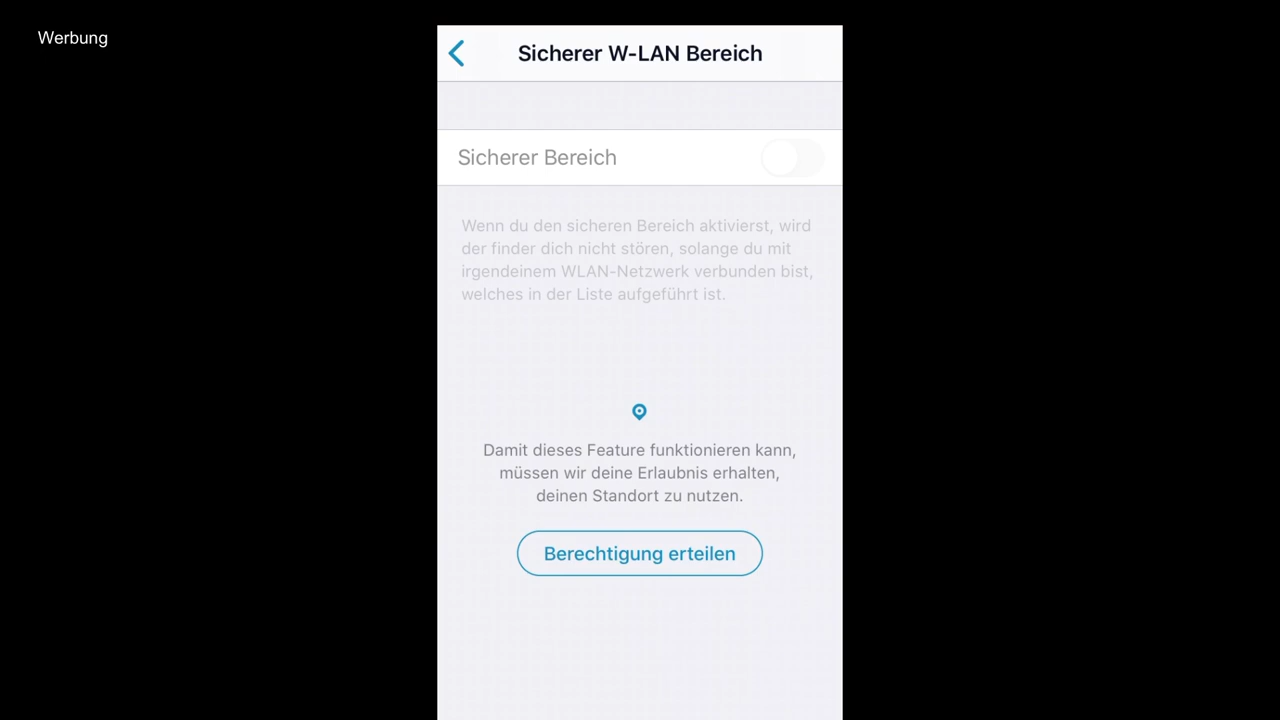 Werbung
Sicherer W-LAN Bereich
Sicherer Bereich
Wenn du den sicheren Bereich aktivierst, wird
der finder dich nicht stören, solange du mit
irgendeinem WLAN-Netzwerk verbunden bist,
welches in der Liste aufgeführt ist.
Damit dieses Feature funktionieren kann,
müssen wir deine Erlaubnis erhalten,
deinen Standort zu nutzen.
Berechtigung erteilen